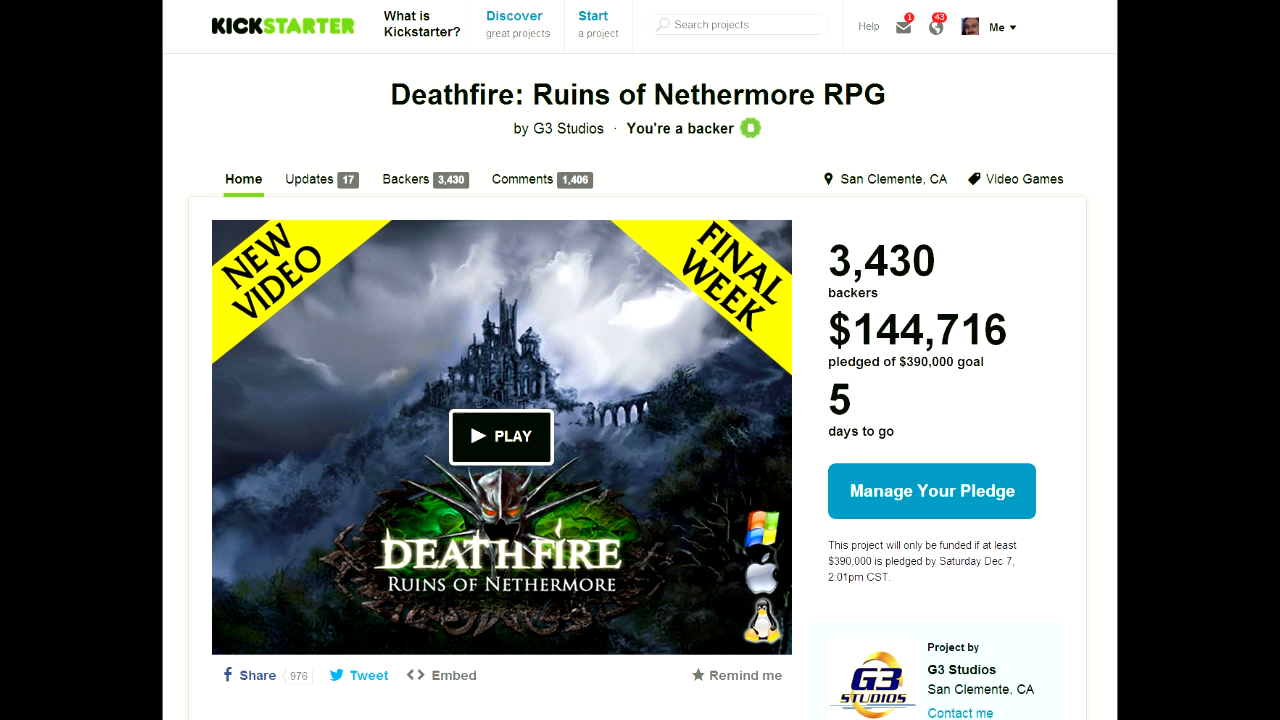 KICKSTARTER
What is
Kickstarter?
Discover
great projects
Start
a project
Search projects
Help
1
43
Me
Deathfire: Ruins of Nethermore RPG
by G3 Studios · You're a backer
Home
Updates 17
Backers 3,430
Comments 1,406
San Clemente, CA
Video Games
NEW
VIDEO
FINAL
WEEK
PLAY
DEATHFIRE
RUINS OF NETHERMORE
3,430
backers
$144,716
pledged of $390,000 goal
5
days to go
Manage Your Pledge
This project will only be funded if at least
$390,000 is pledged by Saturday Dec 7,
2:01pm CST.
Share 976
Tweet
Embed
Remind me
G3
STUDIOS
Project by
G3 Studios
San Clemente, CA
Contact me